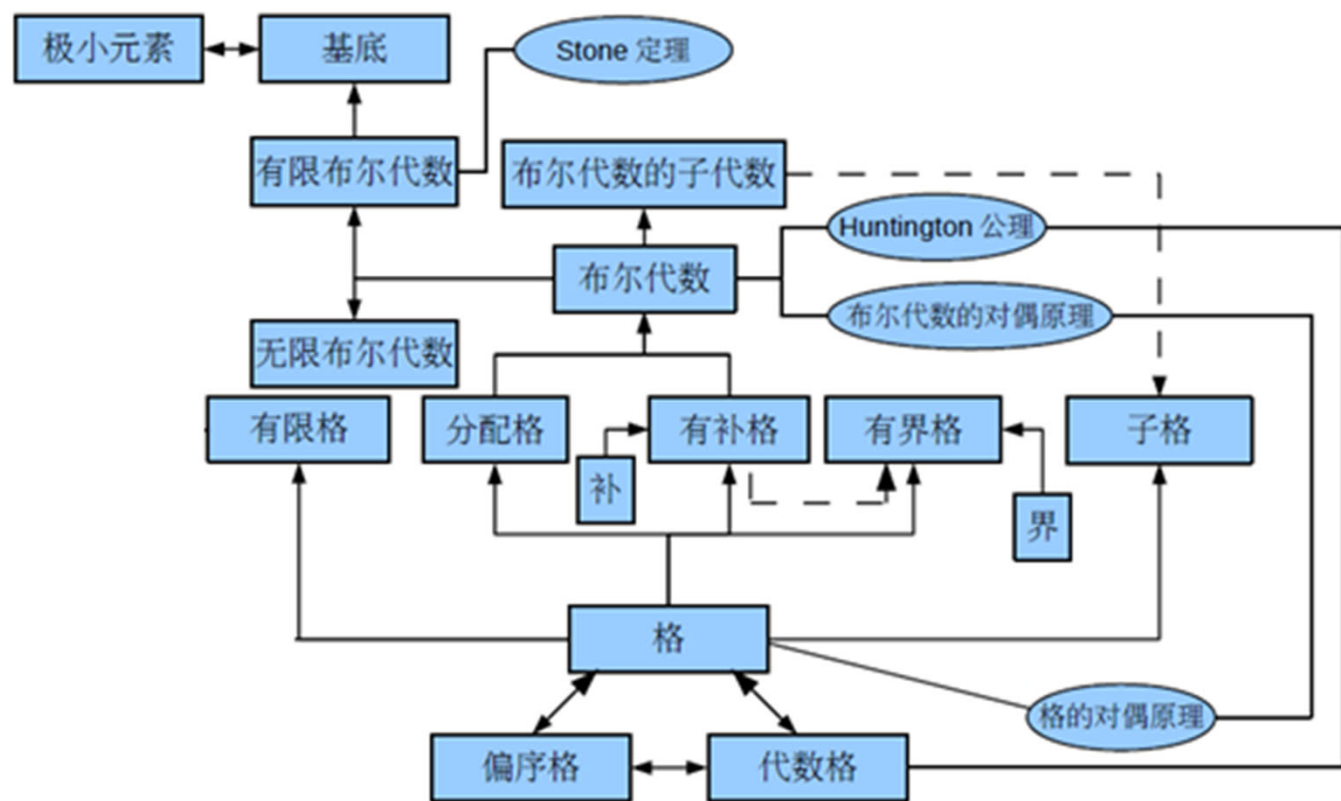 极小元素
基底
Stone 定理
有限布尔代数
布尔代数的子代数
Huntington 公理
布尔代数
布尔代数的对偶原理
无限布尔代数
有限格
分配格
有补格
有界格
子格
补
界
格
格的对偶原理
偏序格
代数格